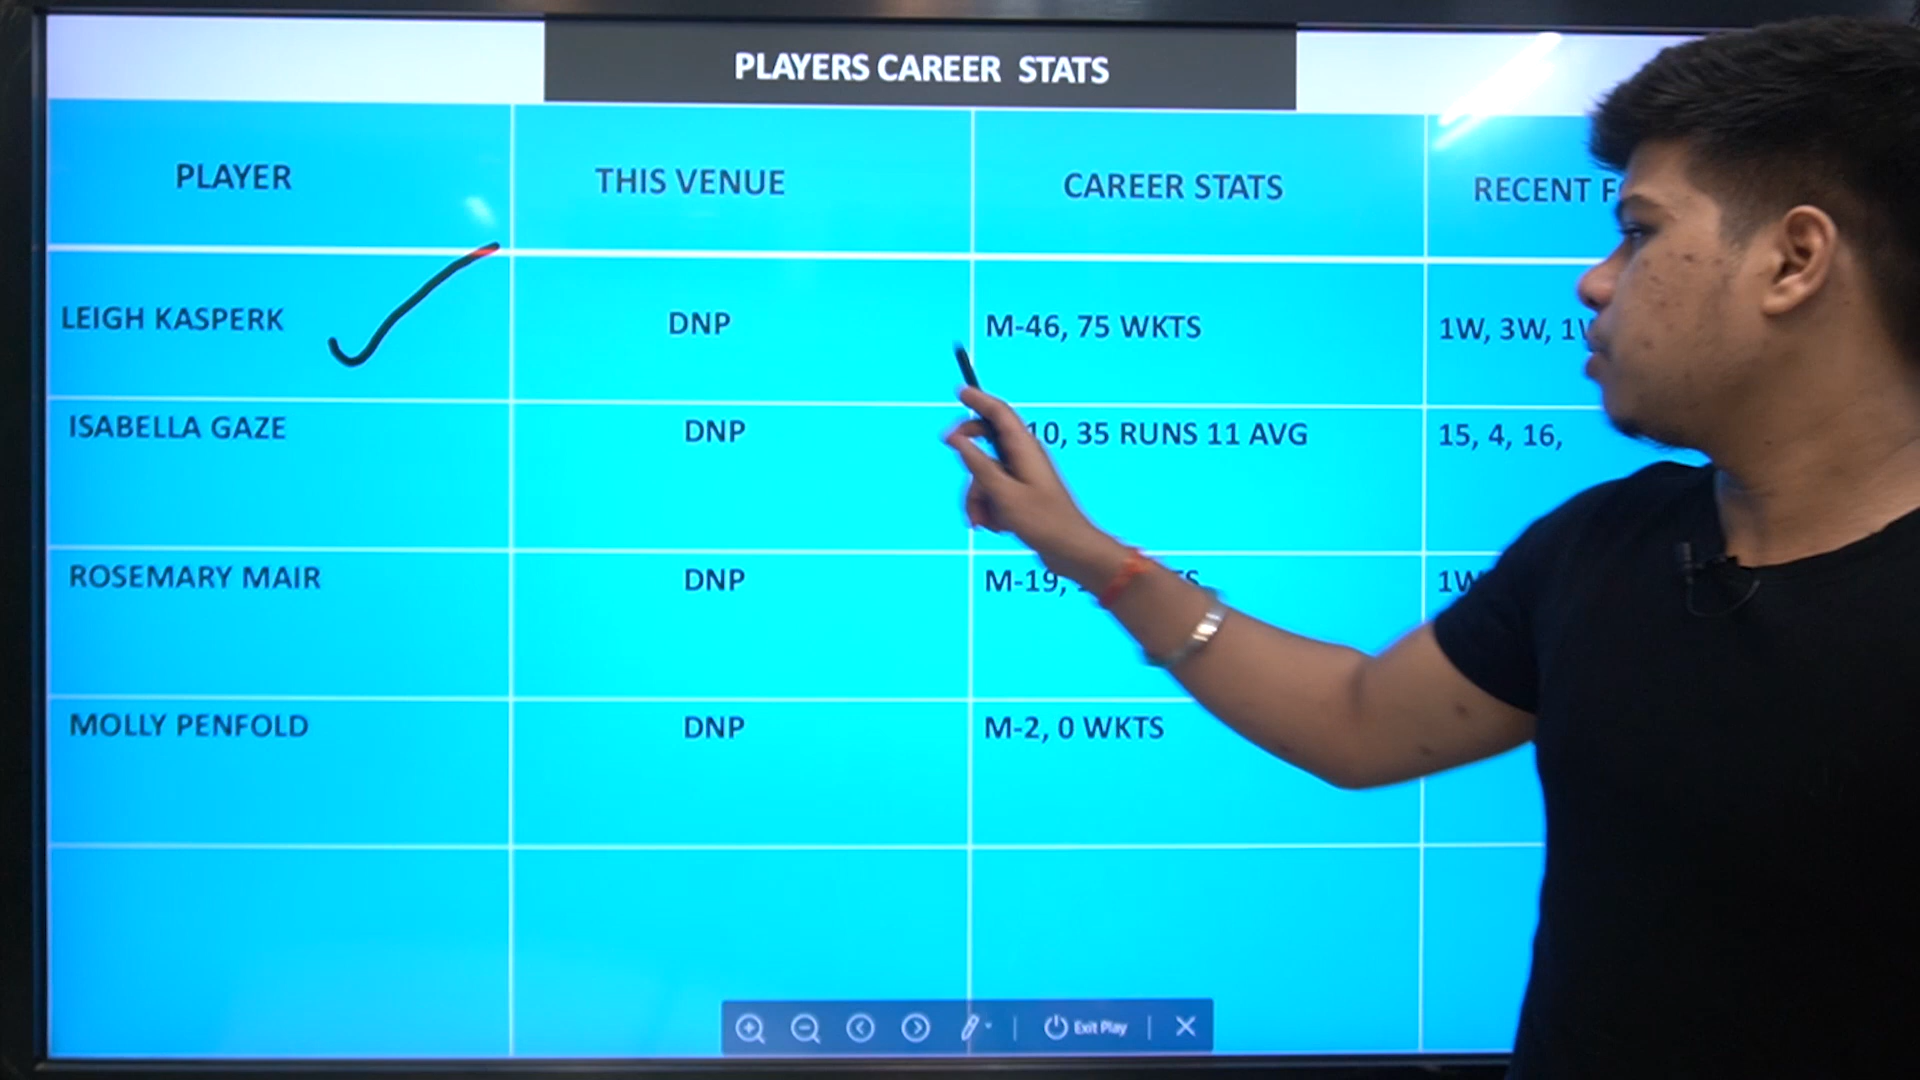 PLAYERS CAREER STATS
PLAYER THIS VENUE CAREER STATS RECENT
LEIGH KASPERK DNP M-46, 75 WKTS 1W, 3W,
ISABELLA GAZE DNP 10, 35 RUNS 11 AVG 15, 4, 16,
ROSEMARY MAIR DNP M-19,
MOLLY PENFOLD DNP M-2, 0 WKTS
Exit Play